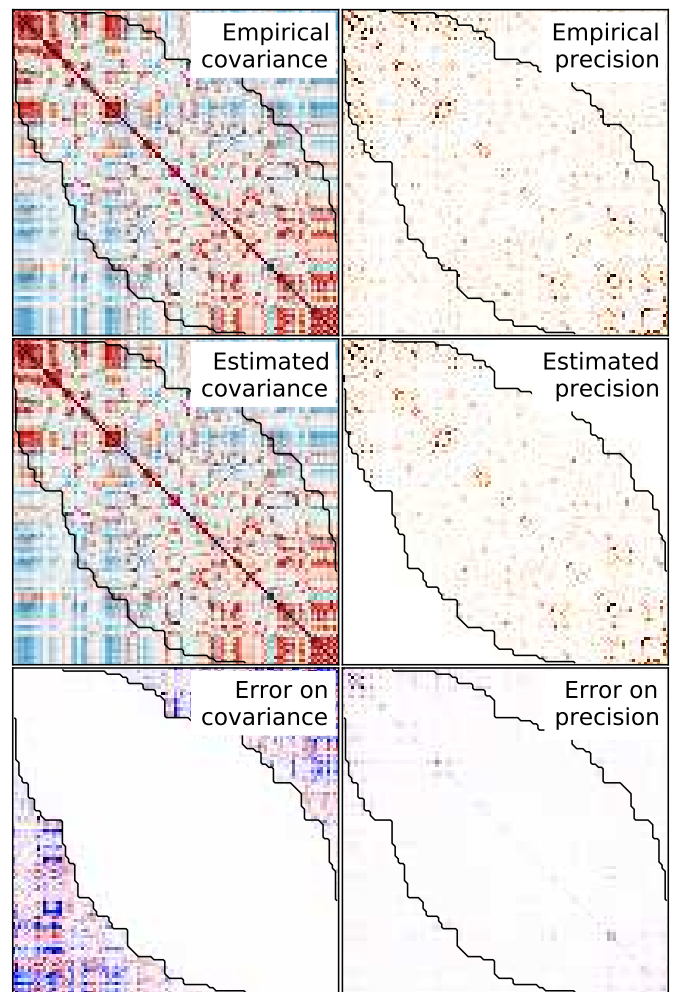 Empirical
covariance
Empirical
precision
Estimated
covariance
Estimated
precision
Error on
covariance
Error on
precision